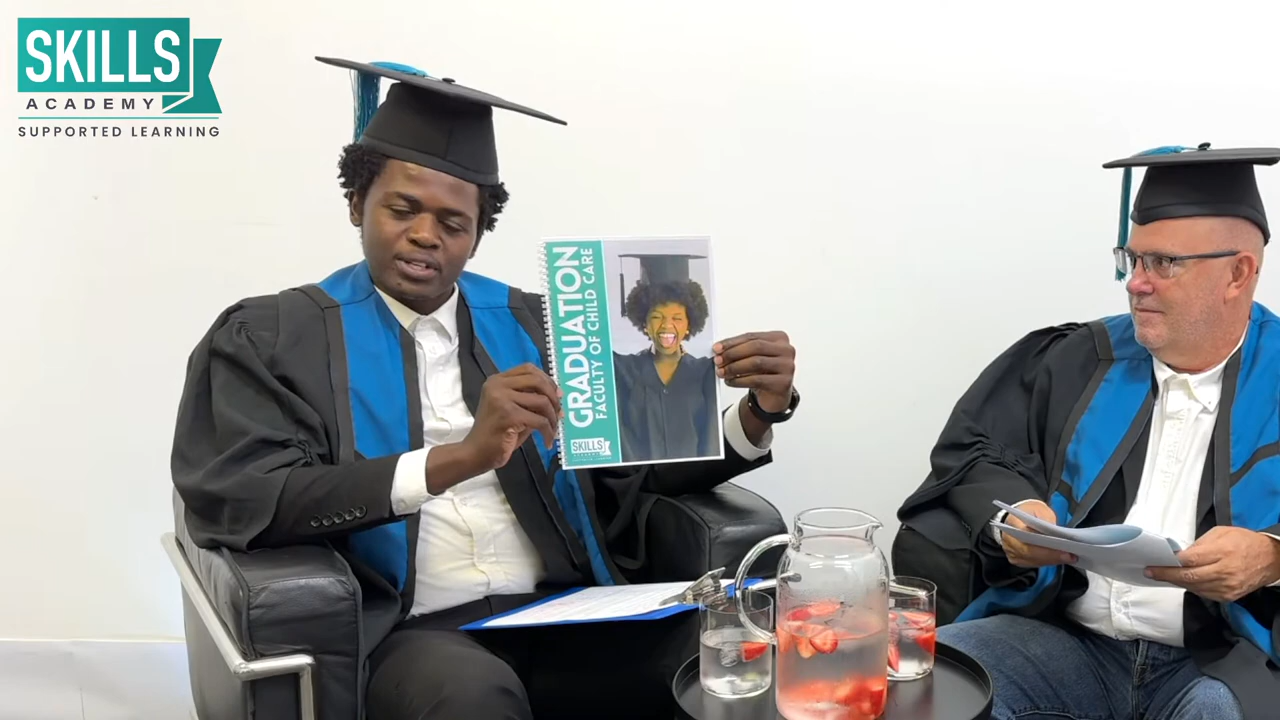 SKILLS
ACADEMY
SUPPORTED LEARNING
GRADUATION
FACULTY OF CHILD CARE
SKILLS